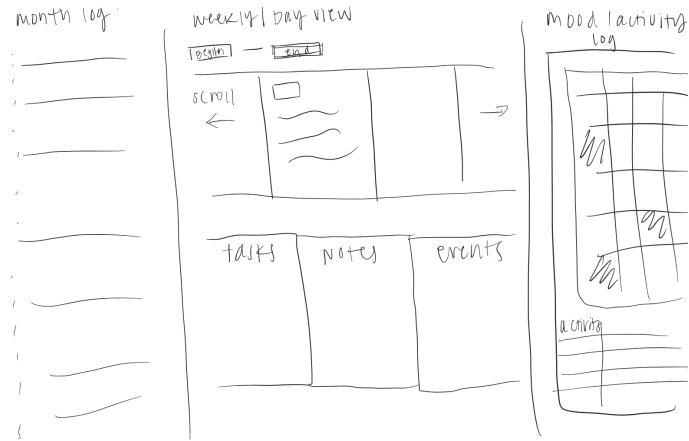 month log
weekly/day view
begin — end
scroll
tasks
notes
events
mood/activity
log
activity